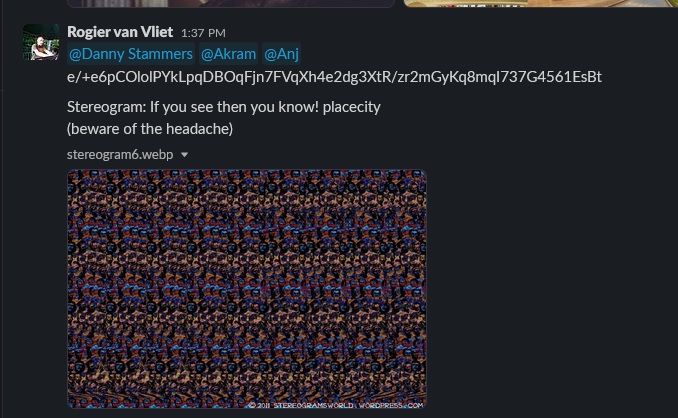 Rogier van Vliet 1:37 PM
@Danny Stammers @Akram @Anj
e/+e6pCOlolPYkLpqDBOqFjn7FVqXh4e2dg3XtR/zr2mGyKq8mqI737G4561EsBt
Stereogram: If you see then you know! placecity
(beware of the headache)
stereogram6.webp
© 2011 STEREOGRAMSWORLD.WORDPRESS.COM